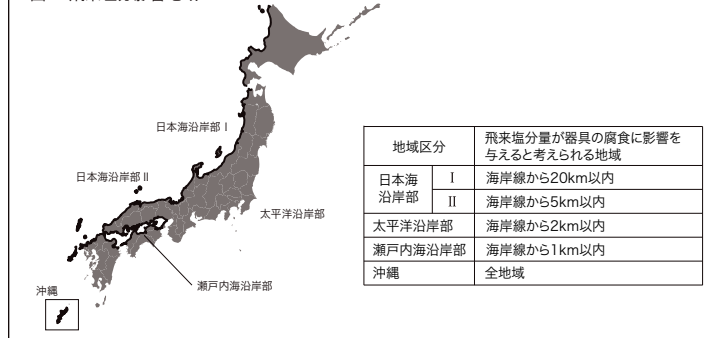 日本海沿岸部Ⅰ
日本海沿岸部Ⅱ
太平洋沿岸部
瀬戸内海沿岸部
沖縄
地域区分
飛来塩分量が器具の腐食に影響を
与えると考えられる地域
日本海
沿岸部
Ⅰ
海岸線から20km以内
Ⅱ
海岸線から5km以内
太平洋沿岸部
海岸線から2km以内
瀬戸内海沿岸部
海岸線から1km以内
沖縄
全地域